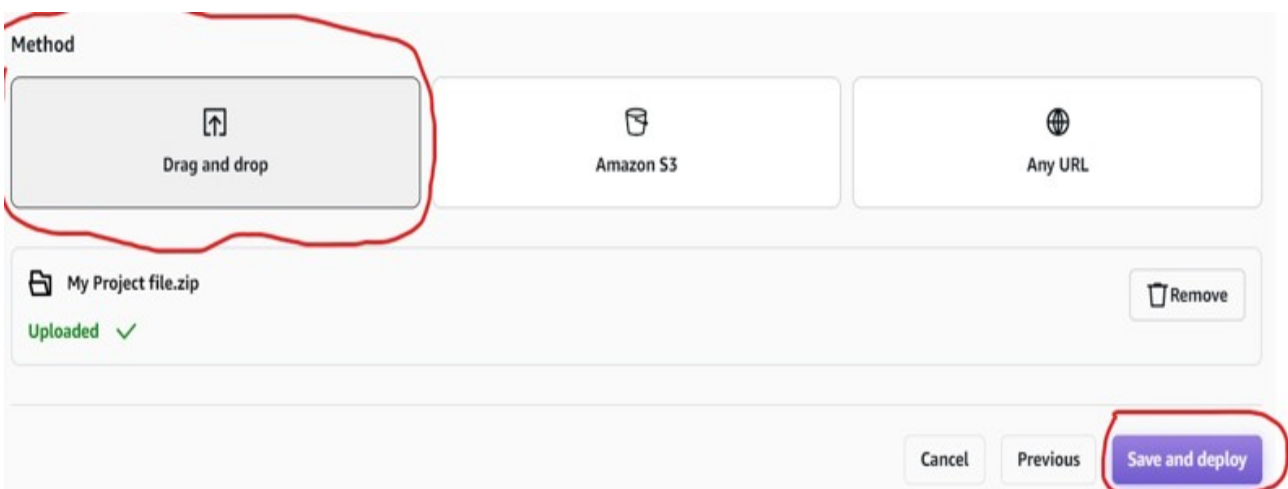 Method
Drag and drop
Amazon S3
Any URL
My Project file.zip
Remove
Uploaded
Cancel
Previous
Save and deploy